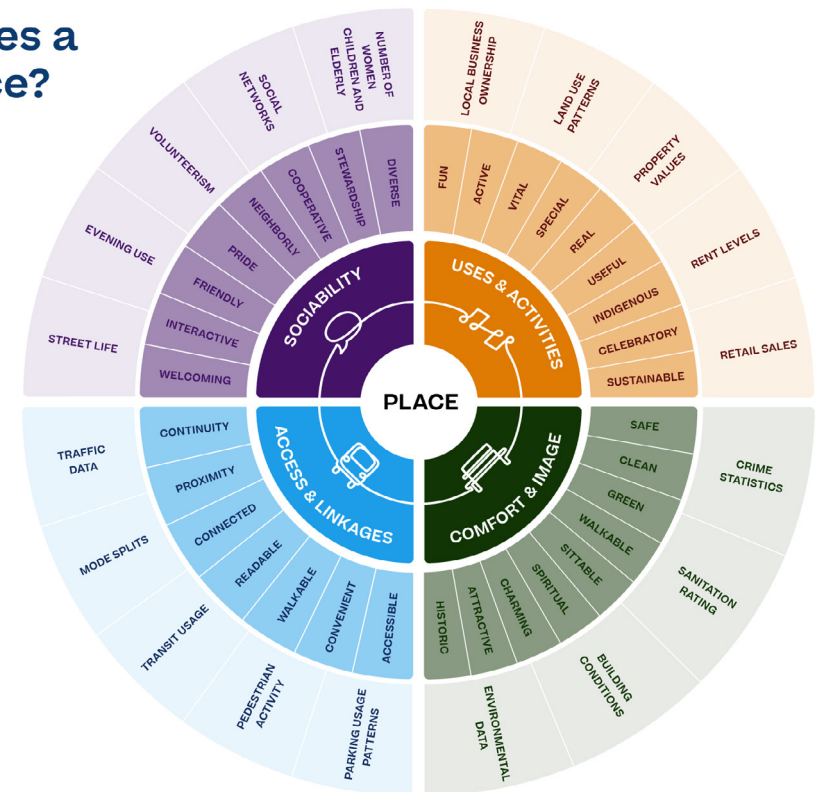 es a
ce?
NUMBER OF
WOMEN
CHILDREN AND
ELDERLY
SOCIAL
NETWORKS
VOLUNTEERISM
EVENING USE
STREET LIFE
LOCAL BUSINESS
OWNERSHIP
LAND USE
PATTERNS
PROPERTY
VALUES
RENT LEVELS
RETAIL SALES
DIVERSE
STEWARDSHIP
COOPERATIVE
NEIGHBORLY
PRIDE
FRIENDLY
INTERACTIVE
WELCOMING
FUN
ACTIVE
VITAL
SPECIAL
REAL
USEFUL
INDIGENOUS
CELEBRATORY
SUSTAINABLE
SOCIABILITY
USES & ACTIVITIES
PLACE
ACCESS & LINKAGES
COMFORT & IMAGE
CONTINUITY
PROXIMITY
CONNECTED
READABLE
WALKABLE
CONVENIENT
ACCESSIBLE
SAFE
CLEAN
GREEN
WALKABLE
SITTABLE
SPIRITUAL
CHARMING
ATTRACTIVE
HISTORIC
TRAFFIC
DATA
MODE SPLITS
TRANSIT USAGE
PEDESTRIAN
ACTIVITY
PARKING USAGE
PATTERNS
CRIME
STATISTICS
SANITATION
RATING
BUILDING
CONDITIONS
ENVIRONMENTAL
DATA